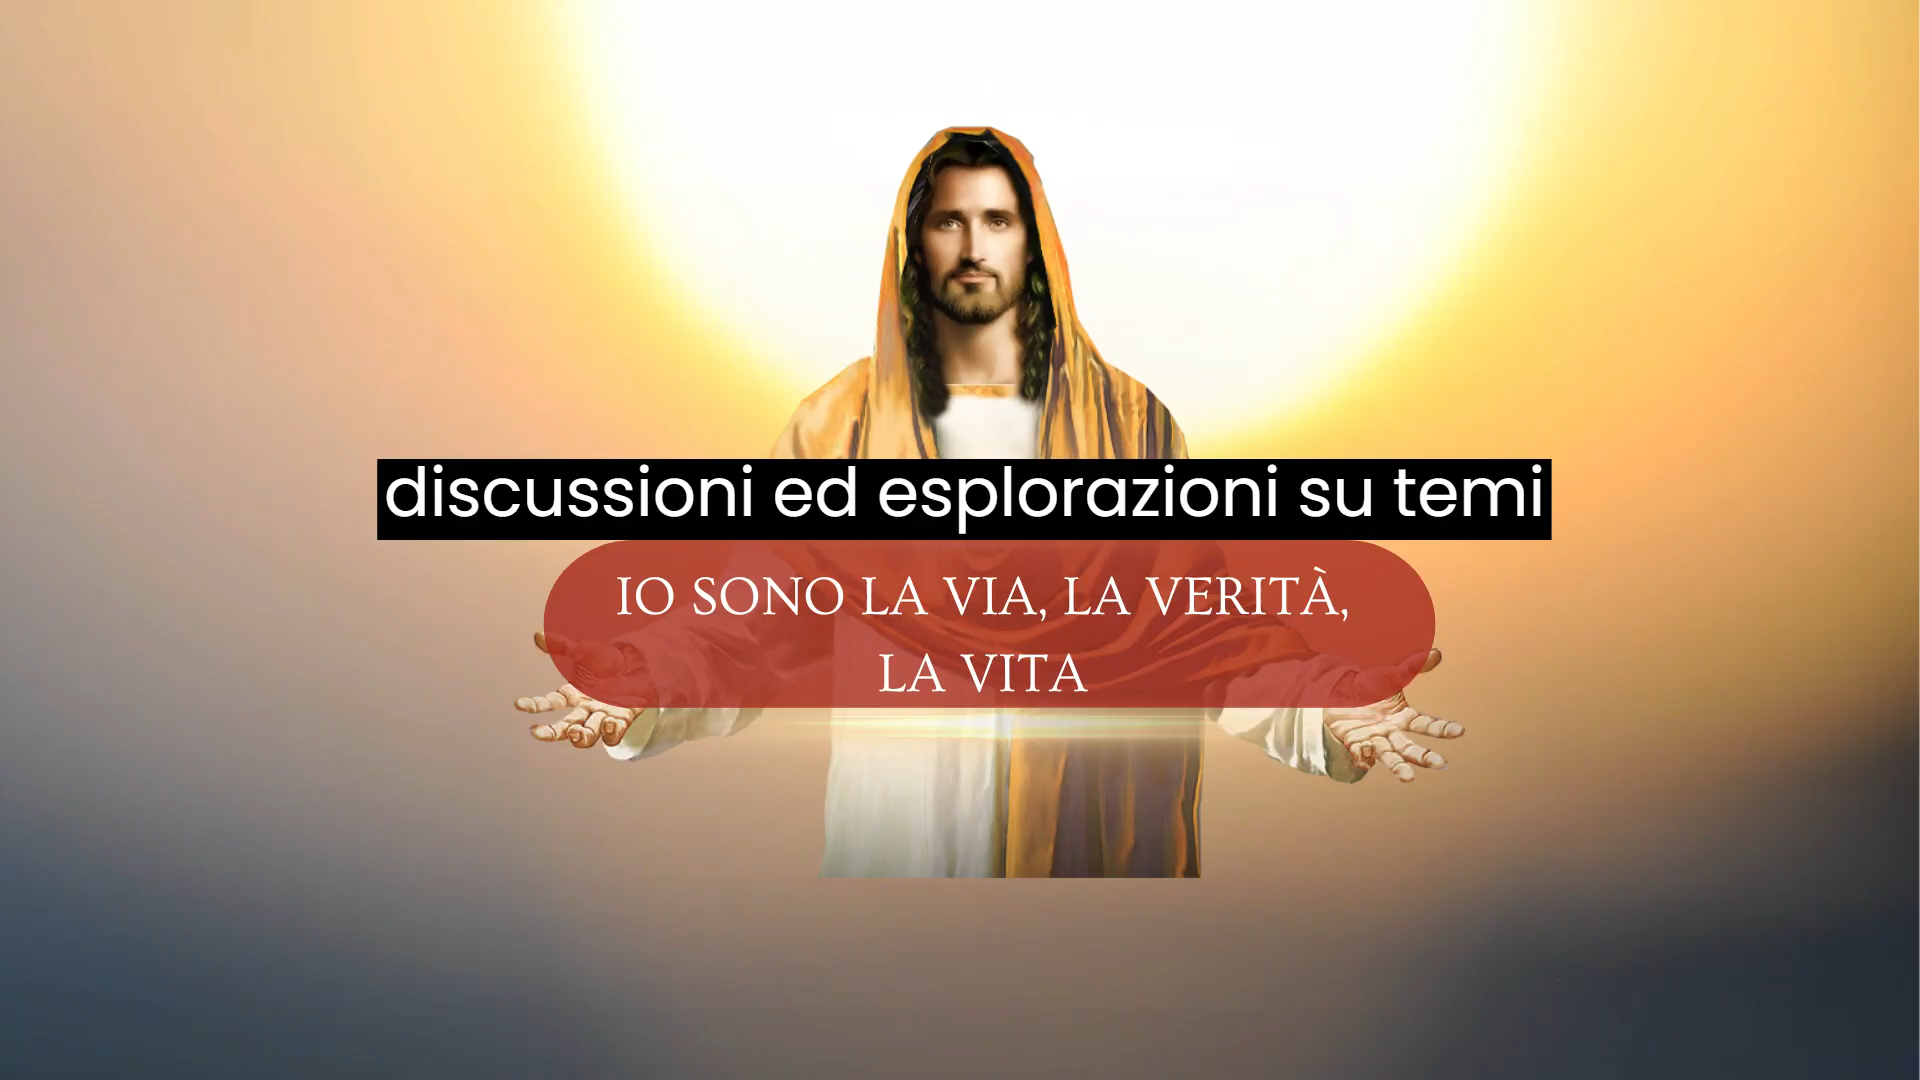 discussioni ed esplorazioni su temi
IO SONO LA VIA, LA VERITÀ,
LA VITA